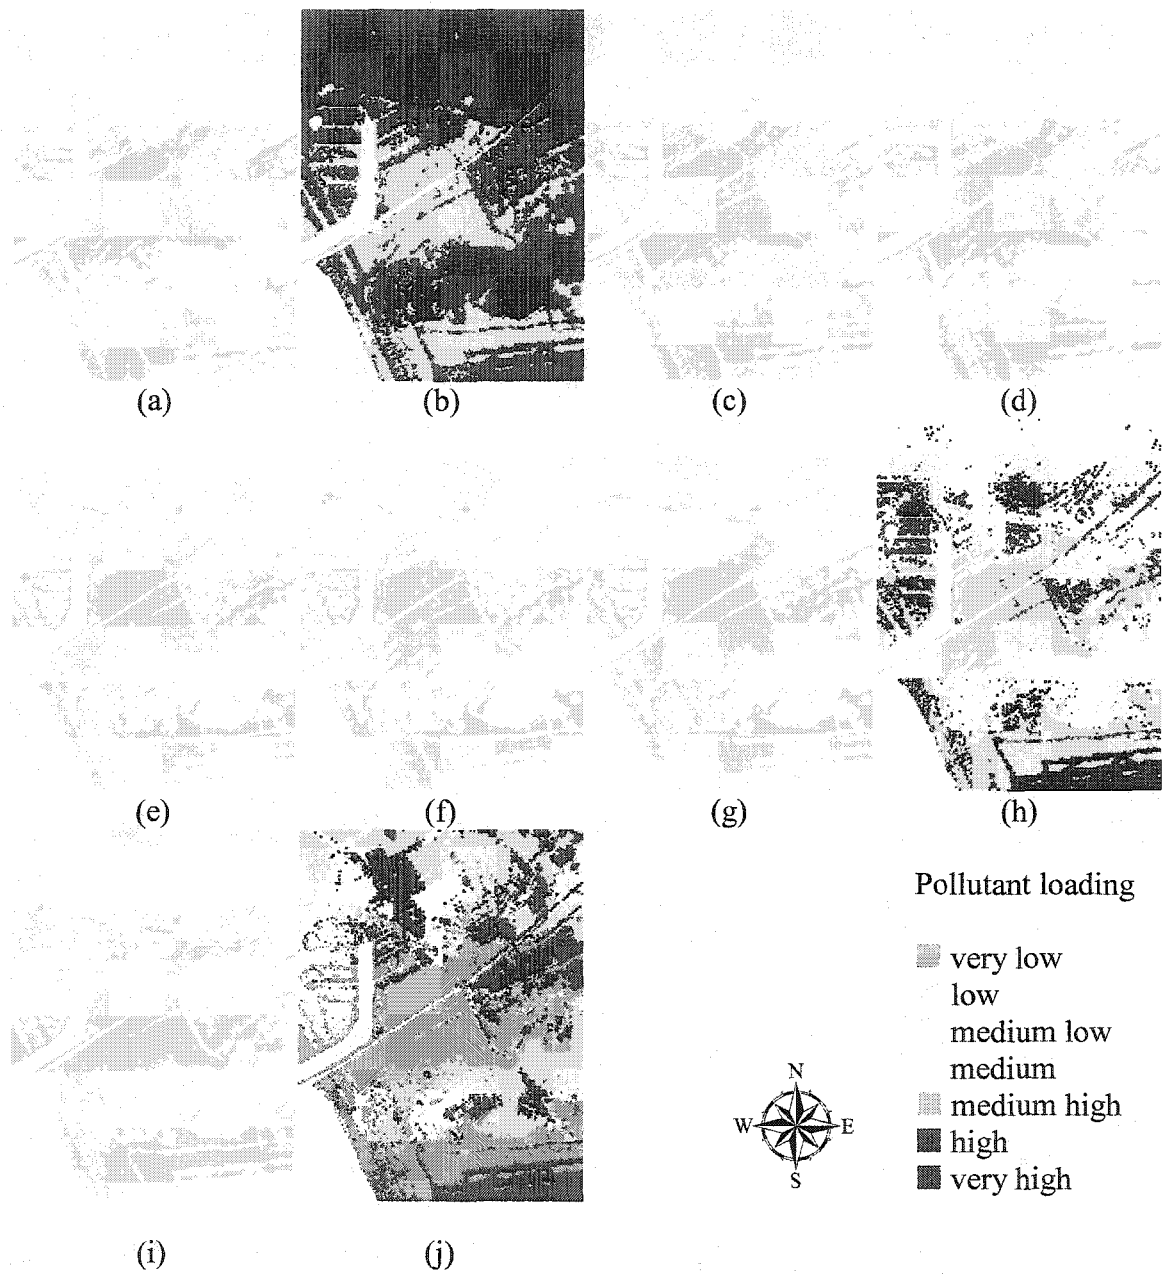 (a) (b) (c) (d)
(e) (f) (g) (h)
Pollutant loading
very low
low
medium low
medium
medium high
high
very high
N
W E
S
(i) (j)